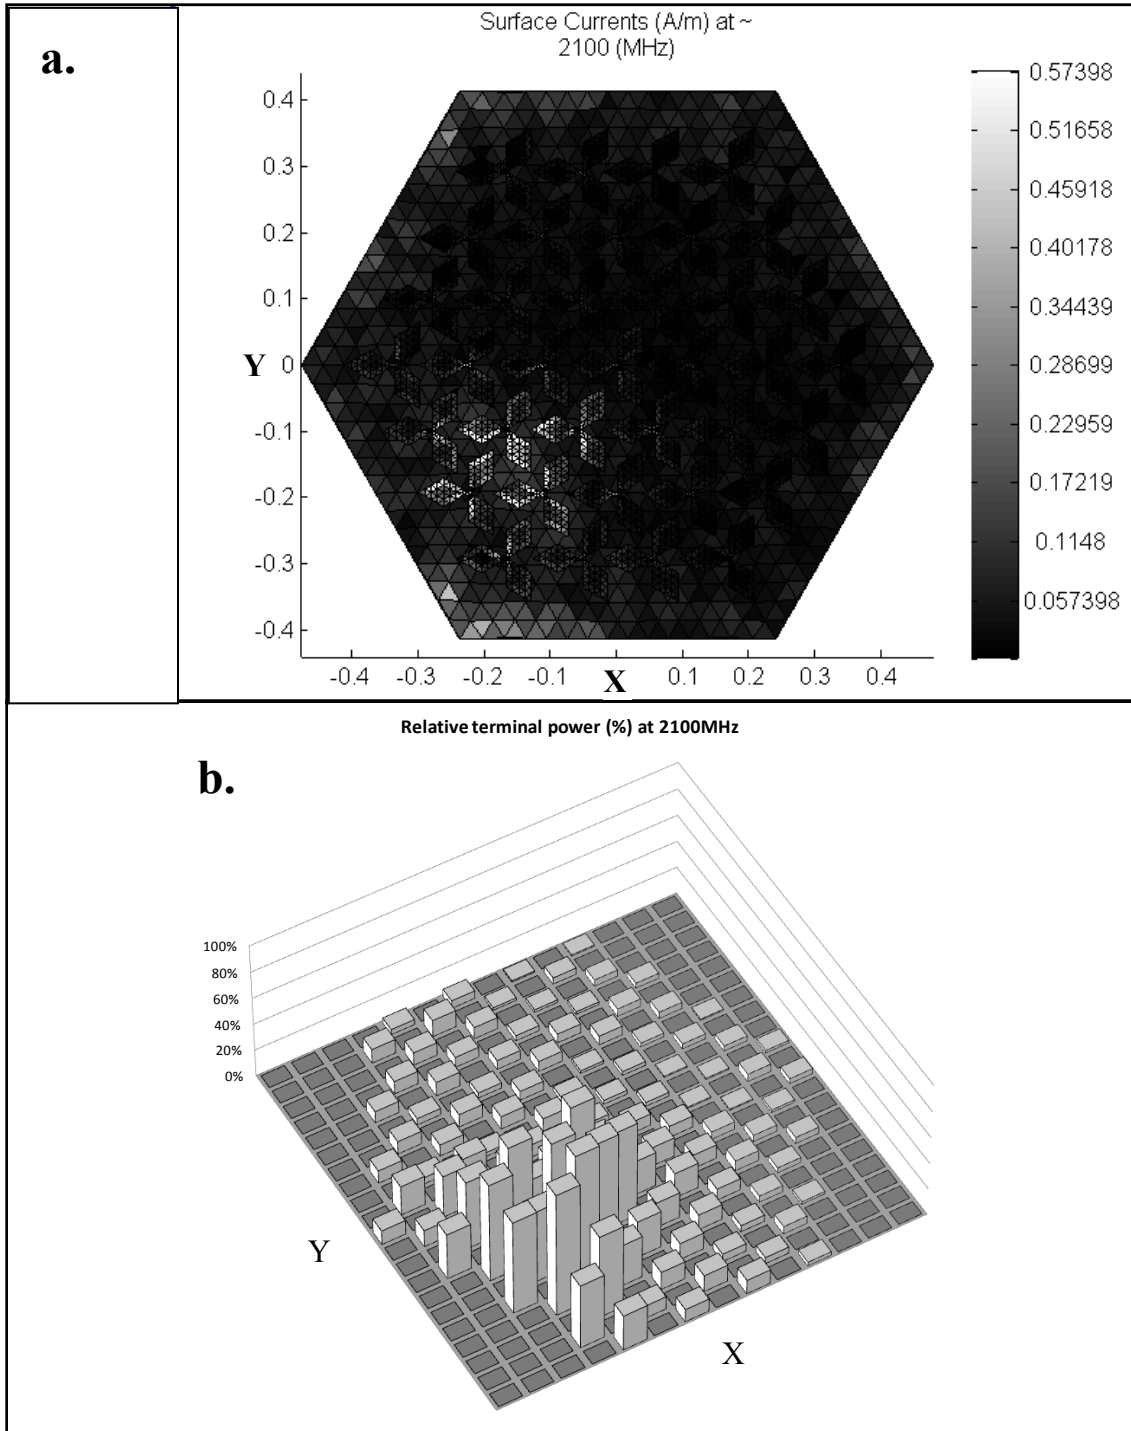 a.
Surface Currents (A/m) at ~
2100 (MHz)
0.4
0.3
0.2
0.1
Y 0
-0.1
-0.2
-0.3
-0.4
-0.4 -0.3 -0.2 -0.1 X 0.1 0.2 0.3 0.4
0.57398
0.51658
0.45918
0.40178
0.34439
0.28699
0.22959
0.17219
0.1148
0.057398
Relative terminal power (%) at 2100MHz
b.
100%
80%
60%
40%
20%
0%
Y
X